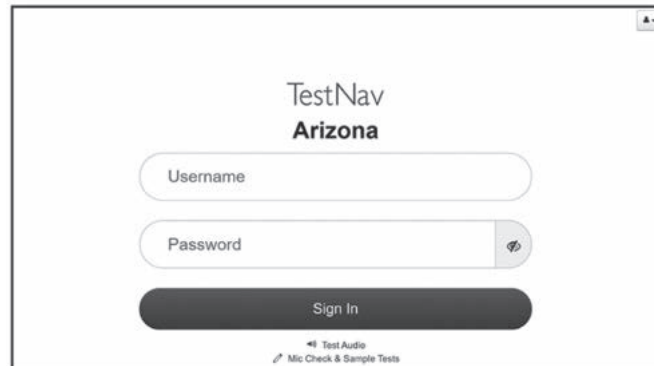 TestNav
Arizona
Username
Password
Sign In
Test Audio
Mic Check & Sample Tests